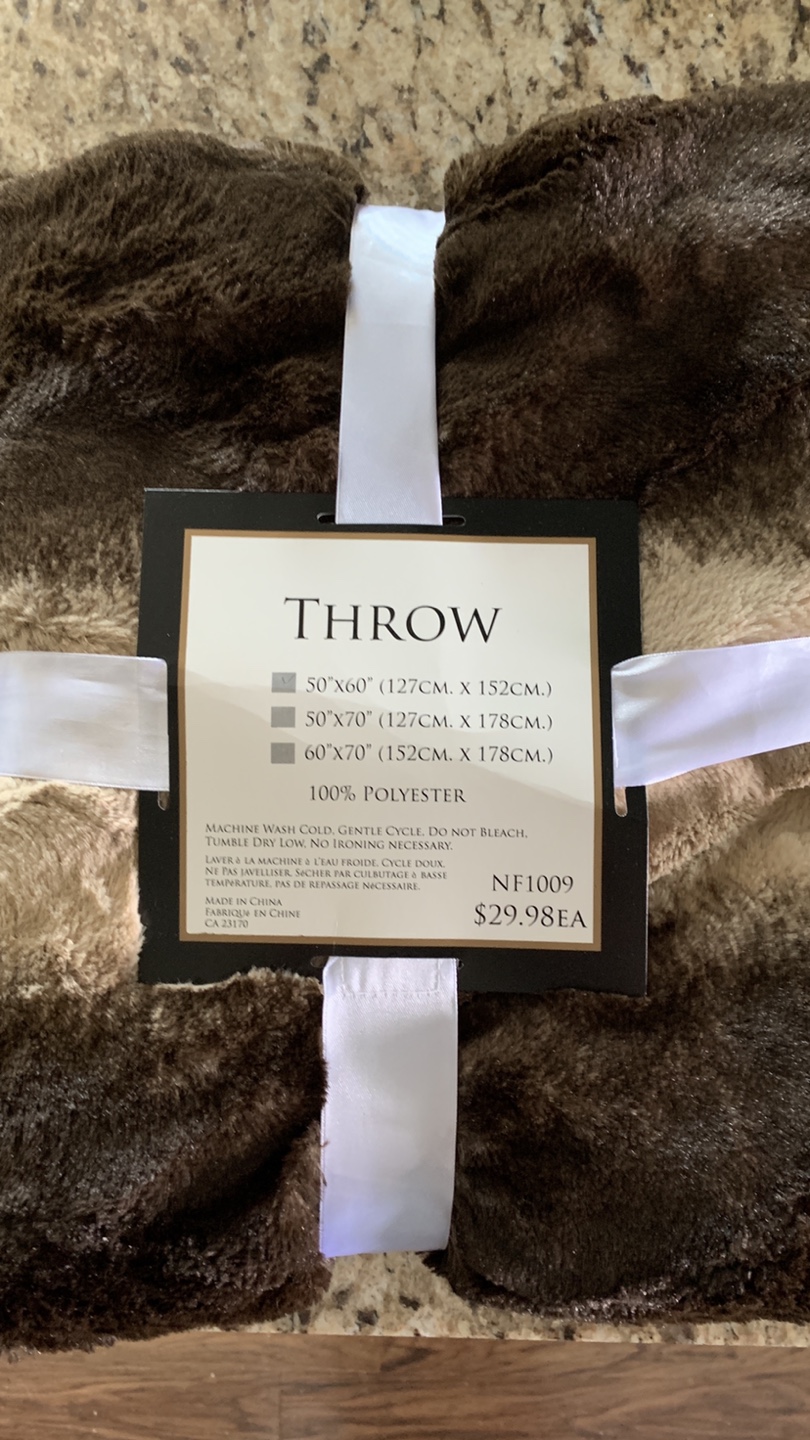 THROW
50"X60" (127CM. X 152CM.)
50"X70" (127CM. X 178CM.)
60"X70" (152CM. X 178CM.)
100% POLYESTER
MACHINE WASH COLD. GENTLE CYCLE. DO NOT BLEACH.
TUMBLE DRY LOW. NO IRONING NECESSARY.
LAVER à LA MACHINE à L'EAU FROIDE. CYCLE DOUX.
NE PAS JAVELLISER. SéCHER PAR CULBUTAGE à BASSE
TEMPéRATURE. PAS DE REPASSAGE NéCESSAIRE.
MADE IN CHINA
FABRIQUé EN CHINE
CA 23170
NF1009
$29.98EA